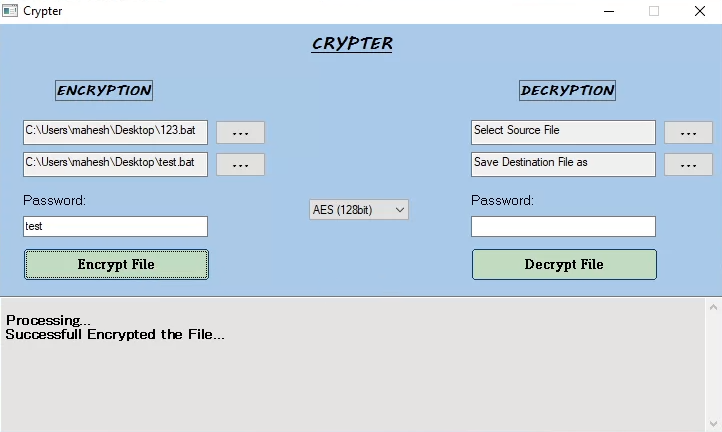 Crypter
CRYPTER
ENCRYPTION
DECRYPTION
C:\Users\mahesh\Desktop\123.bat
...
Select Source File
...
C:\Users\mahesh\Desktop\test.bat
...
Save Destination File as
...
Password:
Password:
AES (128bit)
test
Encrypt File
Decrypt File
Processing...
Successfull Encrypted the File...